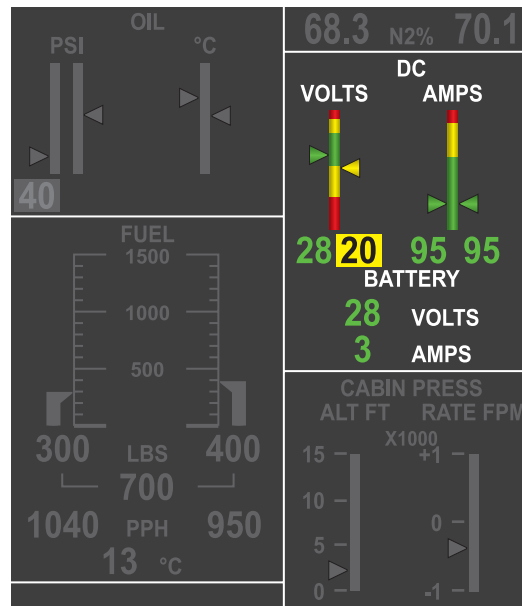 OIL
PSI °C
40
68.3 N2% 70.1
DC
VOLTS AMPS
28 20 95 95
BATTERY
28 VOLTS
3 AMPS
FUEL
1500
1000
500
300 LBS 400
700
1040 PPH 950
13 °C
CABIN PRESS
ALT FT RATE FPM
X1000
15 +1
10
0
5
0 -1